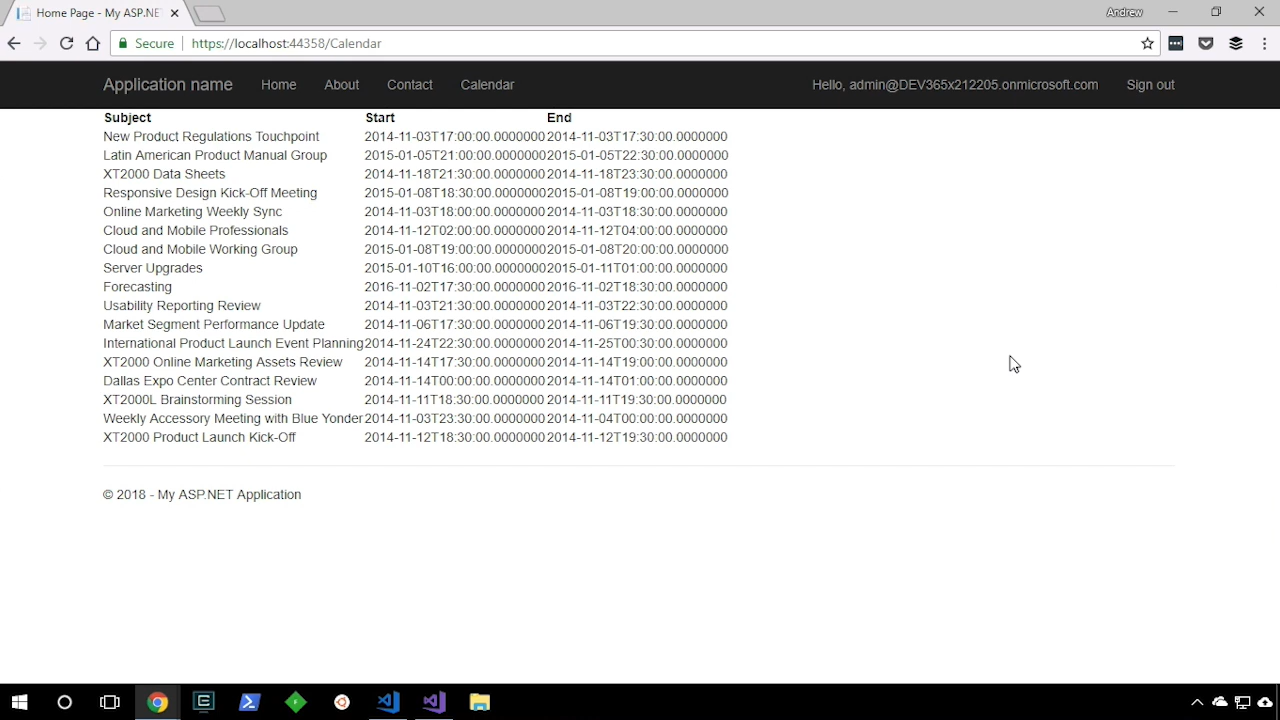 Home Page - My ASP.NE
Andrew
Secure https://localhost:44358/Calendar
Application name Home About Contact Calendar Hello, admin@DEV365x212205.onmicrosoft.com Sign out
Subject Start End
New Product Regulations Touchpoint 2014-11-03T17:00:00.0000000 2014-11-03T17:30:00.0000000
Latin American Product Manual Group 2015-01-05T21:00:00.0000000 2015-01-05T22:30:00.0000000
XT2000 Data Sheets 2014-11-18T21:30:00.0000000 2014-11-18T23:30:00.0000000
Responsive Design Kick-Off Meeting 2015-01-08T18:30:00.0000000 2015-01-08T19:00:00.0000000
Online Marketing Weekly Sync 2014-11-03T18:00:00.0000000 2014-11-03T18:30:00.0000000
Cloud and Mobile Professionals 2014-11-12T02:00:00.0000000 2014-11-12T04:00:00.0000000
Cloud and Mobile Working Group 2015-01-08T19:00:00.0000000 2015-01-08T20:00:00.0000000
Server Upgrades 2015-01-10T16:00:00.0000000 2015-01-11T01:00:00.0000000
Forecasting 2016-11-02T17:30:00.0000000 2016-11-02T18:30:00.0000000
Usability Reporting Review 2014-11-03T21:30:00.0000000 2014-11-03T22:30:00.0000000
Market Segment Performance Update 2014-11-06T17:30:00.0000000 2014-11-06T19:30:00.0000000
International Product Launch Event Planning 2014-11-24T22:30:00.0000000 2014-11-25T00:30:00.0000000
XT2000 Online Marketing Assets Review 2014-11-14T17:30:00.0000000 2014-11-14T19:00:00.0000000
Dallas Expo Center Contract Review 2014-11-14T00:00:00.0000000 2014-11-14T01:00:00.0000000
XT2000L Brainstorming Session 2014-11-11T18:30:00.0000000 2014-11-11T19:30:00.0000000
Weekly Accessory Meeting with Blue Yonder 2014-11-03T23:30:00.0000000 2014-11-04T00:00:00.0000000
XT2000 Product Launch Kick-Off 2014-11-12T18:30:00.0000000 2014-11-12T19:30:00.0000000
© 2018 - My ASP.NET Application